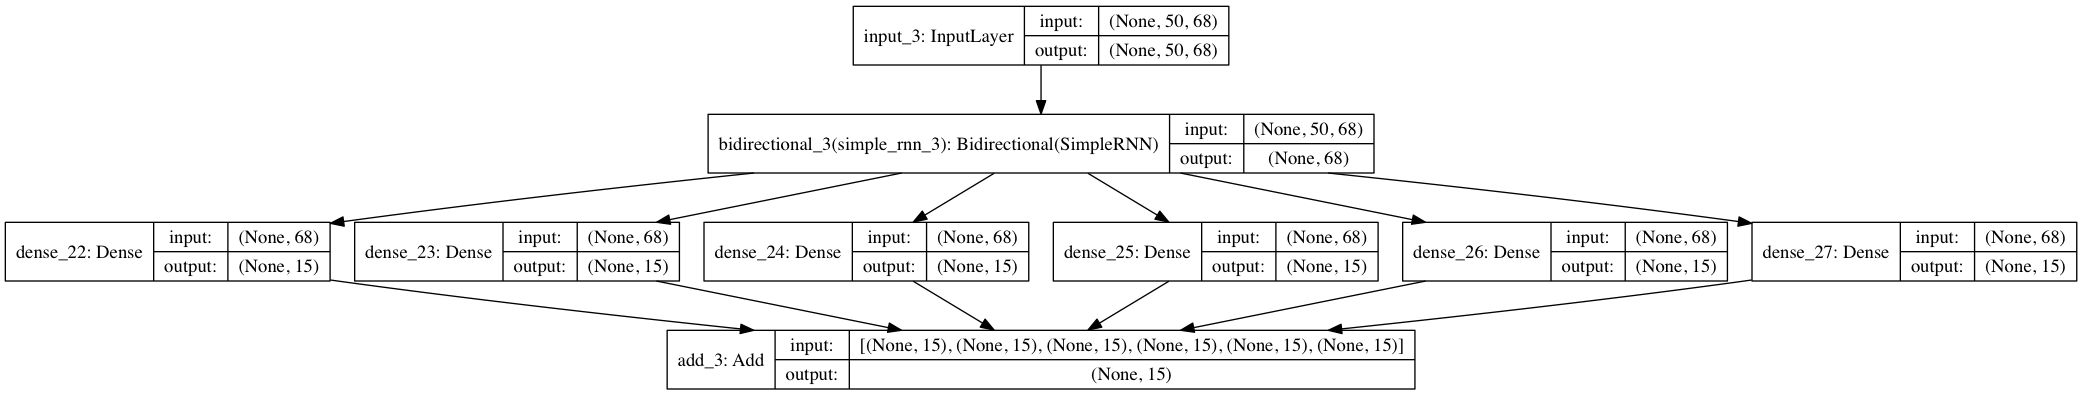 input_3: InputLayer
input:
(None, 50, 68)
output:
(None, 50, 68)
bidirectional_3(simple_rnn_3): Bidirectional(SimpleRNN)
input:
(None, 50, 68)
output:
(None, 68)
dense_22: Dense
input:
(None, 68)
output:
(None, 15)
dense_23: Dense
input:
(None, 68)
output:
(None, 15)
dense_24: Dense
input:
(None, 68)
output:
(None, 15)
dense_25: Dense
input:
(None, 68)
output:
(None, 15)
dense_26: Dense
input:
(None, 68)
output:
(None, 15)
dense_27: Dense
input:
(None, 68)
output:
(None, 15)
add_3: Add
input:
[(None, 15), (None, 15), (None, 15), (None, 15), (None, 15), (None, 15)]
output:
(None, 15)